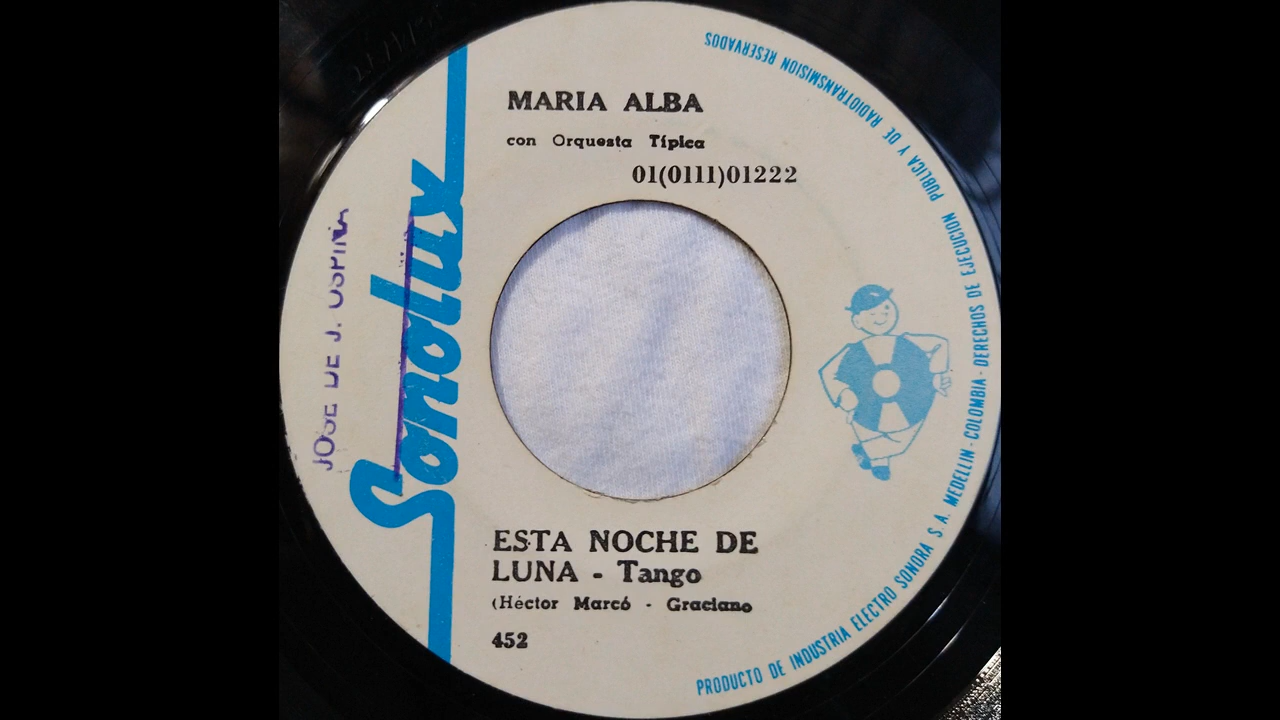 MARIA ALBA
con Orquesta Típica
01(0111)01222
Sonolux
JOSE DE J. OSPINA
ESTA NOCHE DE
LUNA - Tango
(Héctor Marcó - Graciano
452
PRODUCTO DE INDUSTRIA ELECTRO SONORA S.A. MEDELLIN - COLOMBIA - DERECHOS DE EJECUCION PUBLICA Y DE RADIOTRANSMISION RESERVADOS